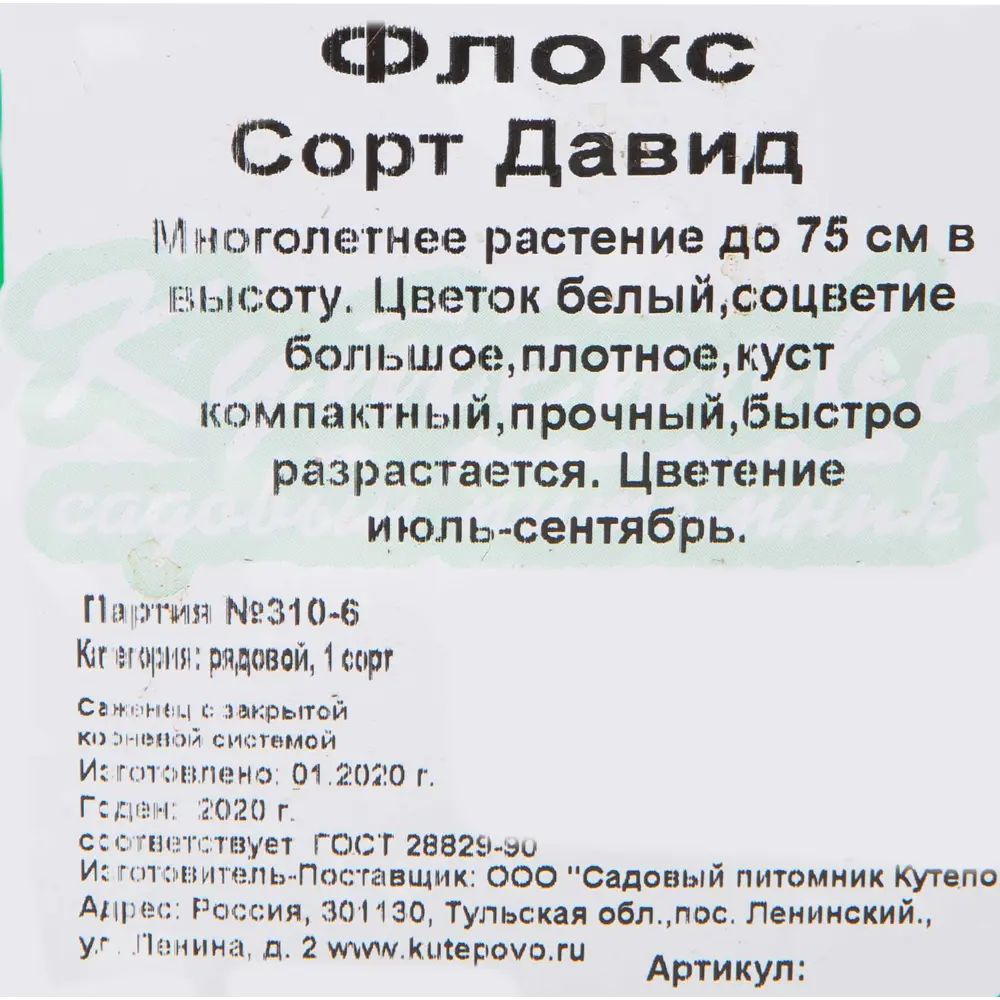 Флокс
Сорт Давид
Многолетнее растение до 75 см в
высоту. Цветок белый,соцветие
большое,плотное,куст
компактный,прочный,быстро
разрастается. Цветение
июль-сентябрь.
Партия №310-6
Категория: рядовой, 1 сорт
Саженец с закрытой
корневой системой
Изготовлено: 01.2020 г.
Годен: 2020 г.
соответствует ГОСТ 28829-90
Изготовитель-Поставщик: ООО "Садовый питомник Кутепо
Адрес: Россия, 301130, Тульская обл.,пос. Ленинский.,
ул. Ленина, д. 2 www.kutepovo.ru
Артикул: